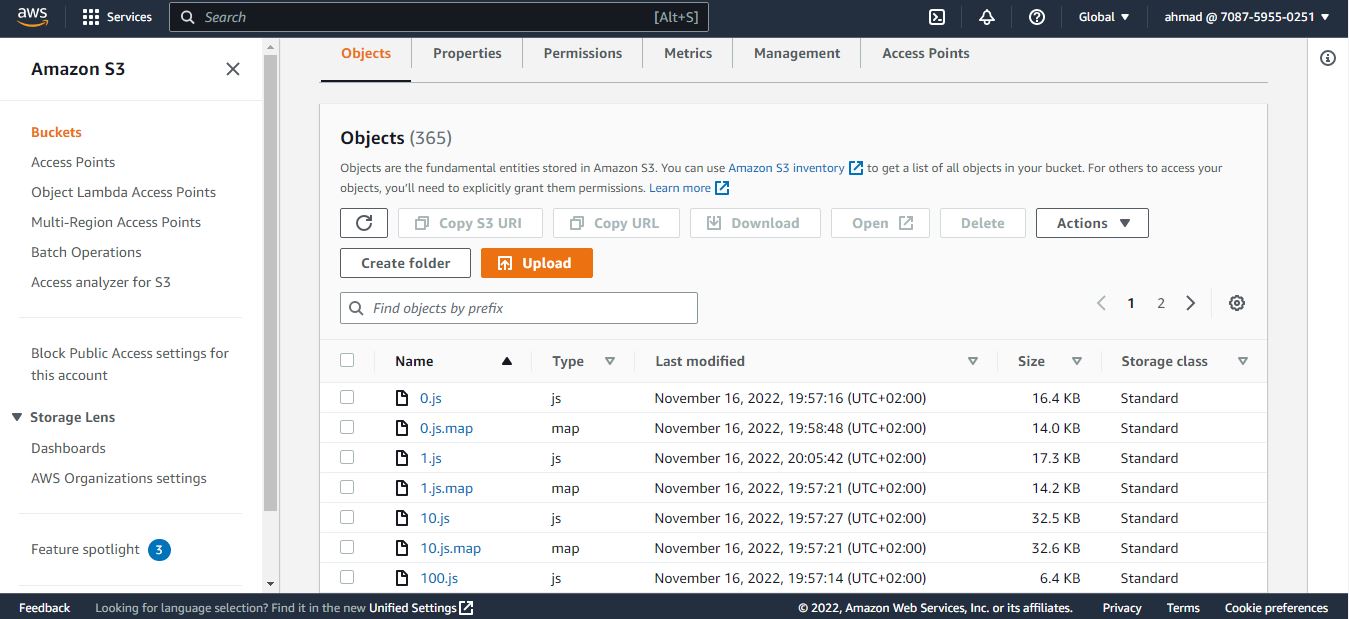 aws Services Search [Alt+S] Global ahmad @ 7087-5955-0251
Amazon S3
Buckets
Access Points
Object Lambda Access Points
Multi-Region Access Points
Batch Operations
Access analyzer for S3
Block Public Access settings for
this account
Storage Lens
Dashboards
AWS Organizations settings
Feature spotlight 3
Objects Properties Permissions Metrics Management Access Points
Objects (365)
Objects are the fundamental entities stored in Amazon S3. You can use Amazon S3 inventory to get a list of all objects in your bucket. For others to access your
objects, you'll need to explicitly grant them permissions. Learn more
Copy S3 URI Copy URL Download Open Delete Actions
Create folder Upload
Find objects by prefix 1 2
Name Type Last modified Size Storage class
0.js js November 16, 2022, 19:57:16 (UTC+02:00) 16.4 KB Standard
0.js.map map November 16, 2022, 19:58:48 (UTC+02:00) 14.0 KB Standard
1.js js November 16, 2022, 20:05:42 (UTC+02:00) 17.3 KB Standard
1.js.map map November 16, 2022, 19:57:21 (UTC+02:00) 14.2 KB Standard
10.js js November 16, 2022, 19:57:27 (UTC+02:00) 32.5 KB Standard
10.js.map map November 16, 2022, 19:57:21 (UTC+02:00) 32.6 KB Standard
100.js js November 16, 2022, 19:57:14 (UTC+02:00) 6.4 KB Standard
Feedback Looking for language selection? Find it in the new Unified Settings © 2022, Amazon Web Services, Inc. or its affiliates. Privacy Terms Cookie preferences